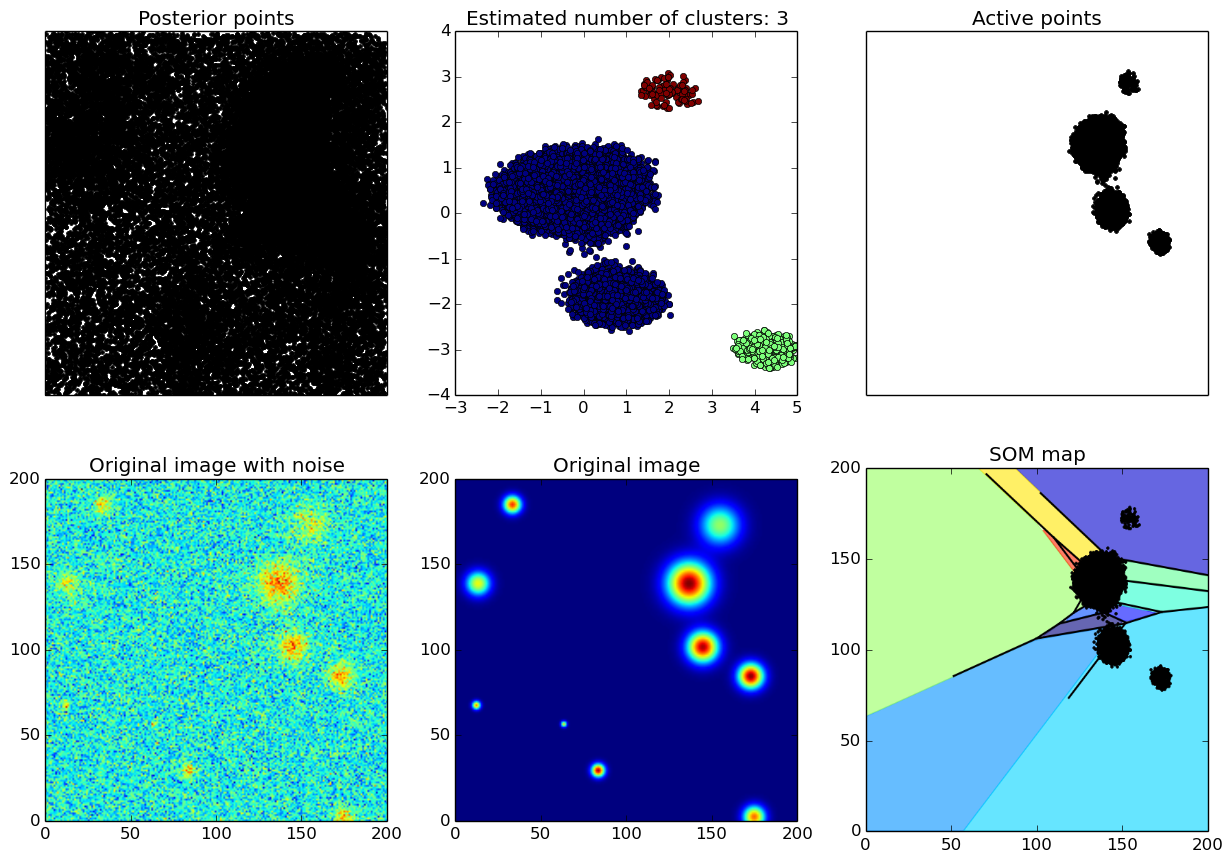 Posterior points
Estimated number of clusters: 3
Active points
4
3
2
1
0
−1
−2
−3
−4
−3 −2 −1 0 1 2 3 4 5
Original image with noise
Original image
SOM map
200
150
100
50
0
0 50 100 150 200
200
150
100
50
0
0 50 100 150 200
200
150
100
50
0
0 50 100 150 200